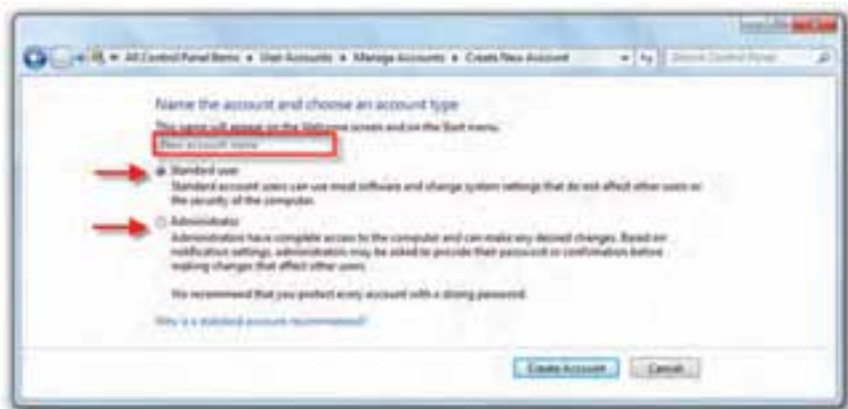 All Control Panel Items ▸ User Accounts ▸ Manage Accounts ▸ Create New Account
Search Control Panel
Name the account and choose an account type
This name will appear on the Welcome screen and on the Start menu.
New account name
Standard user
Standard account users can use most software and change system settings that do not affect other users or
the security of the computer.
Administrator
Administrators have complete access to the computer and can make any desired changes. Based on
notification settings, administrators may be asked to provide their password or confirmation before
making changes that affect other users.
We recommend that you protect every account with a strong password.
Why is a standard account recommended?
Create Account
Cancel